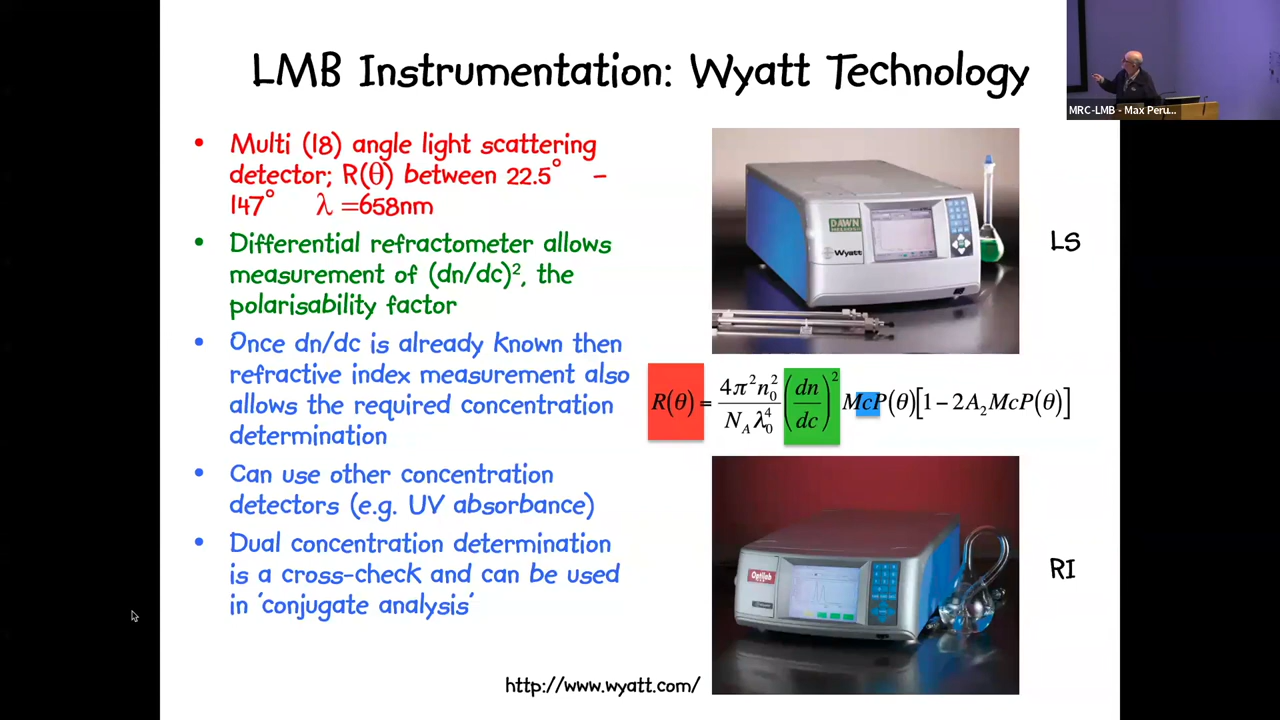 LMB Instrumentation: Wyatt Technology
MRC-LMB - Max Peru...
• Multi (18) angle light scattering
detector; R(θ) between 22.5° –
147° λ =658nm
• Differential refractometer allows
measurement of (dn/dc)², the
polarisability factor
• Once dn/dc is already known then
refractive index measurement also
allows the required concentration
determination
• Can use other concentration
detectors (e.g. UV absorbance)
• Dual concentration determination
is a cross-check and can be used
in 'conjugate analysis'
DAWN
Wyatt
LS
R(θ) = 4π²n₀² / N_A λ₀⁴ (dn/dc)² McP(θ)[1 – 2A₂McP(θ)]
Optilab
RI
http://www.wyatt.com/